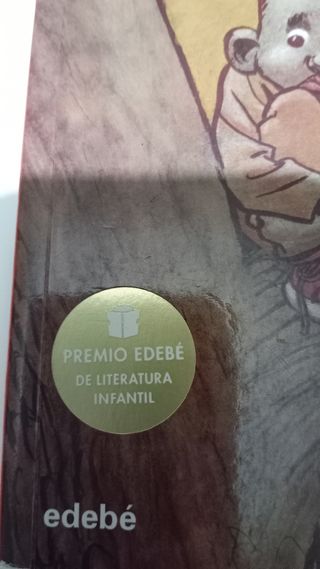 PREMIO EDEBÉ
DE LITERATURA
INFANTIL
edebé